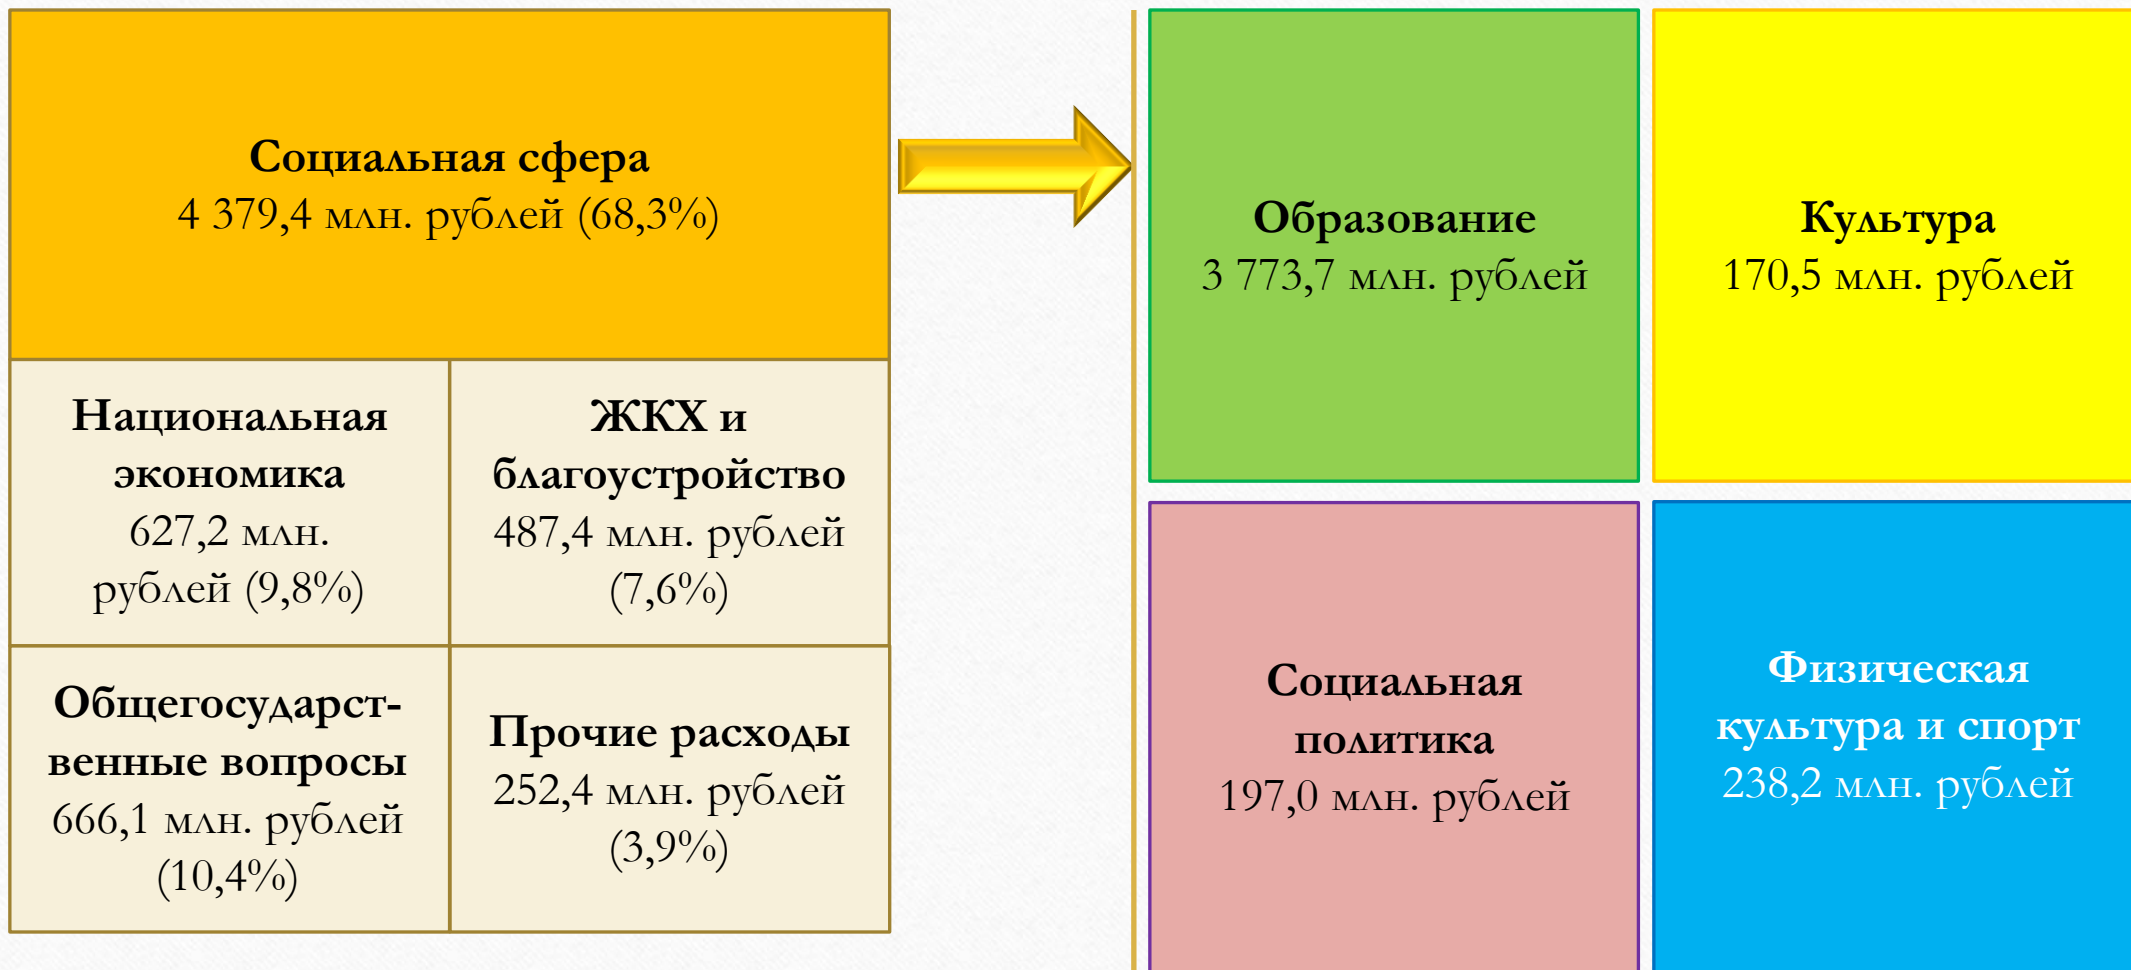 Социальная сфера
4 379,4 млн. рублей (68,3%)
Национальная
экономика
627,2 млн.
рублей (9,8%)
ЖКХ и
благоустройство
487,4 млн. рублей
(7,6%)
Общегосударст-
венные вопросы
666,1 млн. рублей
(10,4%)
Прочие расходы
252,4 млн. рублей
(3,9%)
Образование
3 773,7 млн. рублей
Культура
170,5 млн. рублей
Социальная
политика
197,0 млн. рублей
Физическая
культура и спорт
238,2 млн. рублей